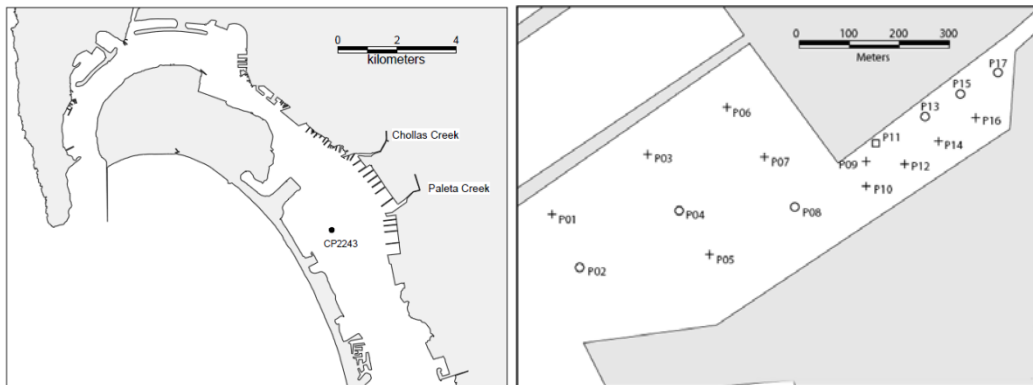 0 2 4
kilometers
Chollas Creek
Paleta Creek
CP2243
0 100 200 300
Meters
P17
P15
P13
P16
P06
P11
P14
P03
P07
P09
P12
P10
P01
P04
P08
P05
P02